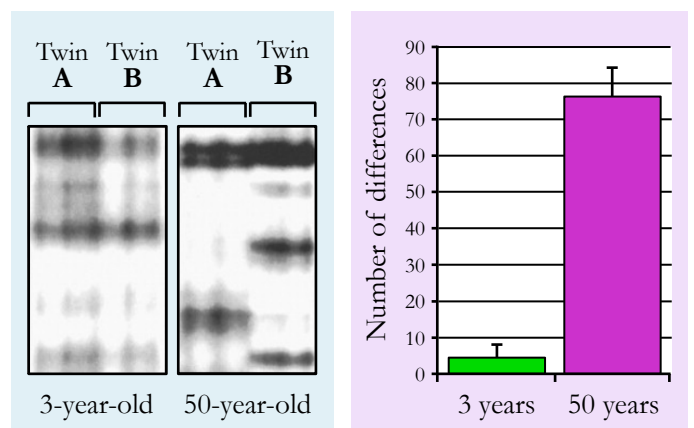 Twin Twin Twin Twin
A B A B
3-year-old 50-year-old
Number of differences
90
80
70
60
50
40
30
20
10
0
3 years 50 years